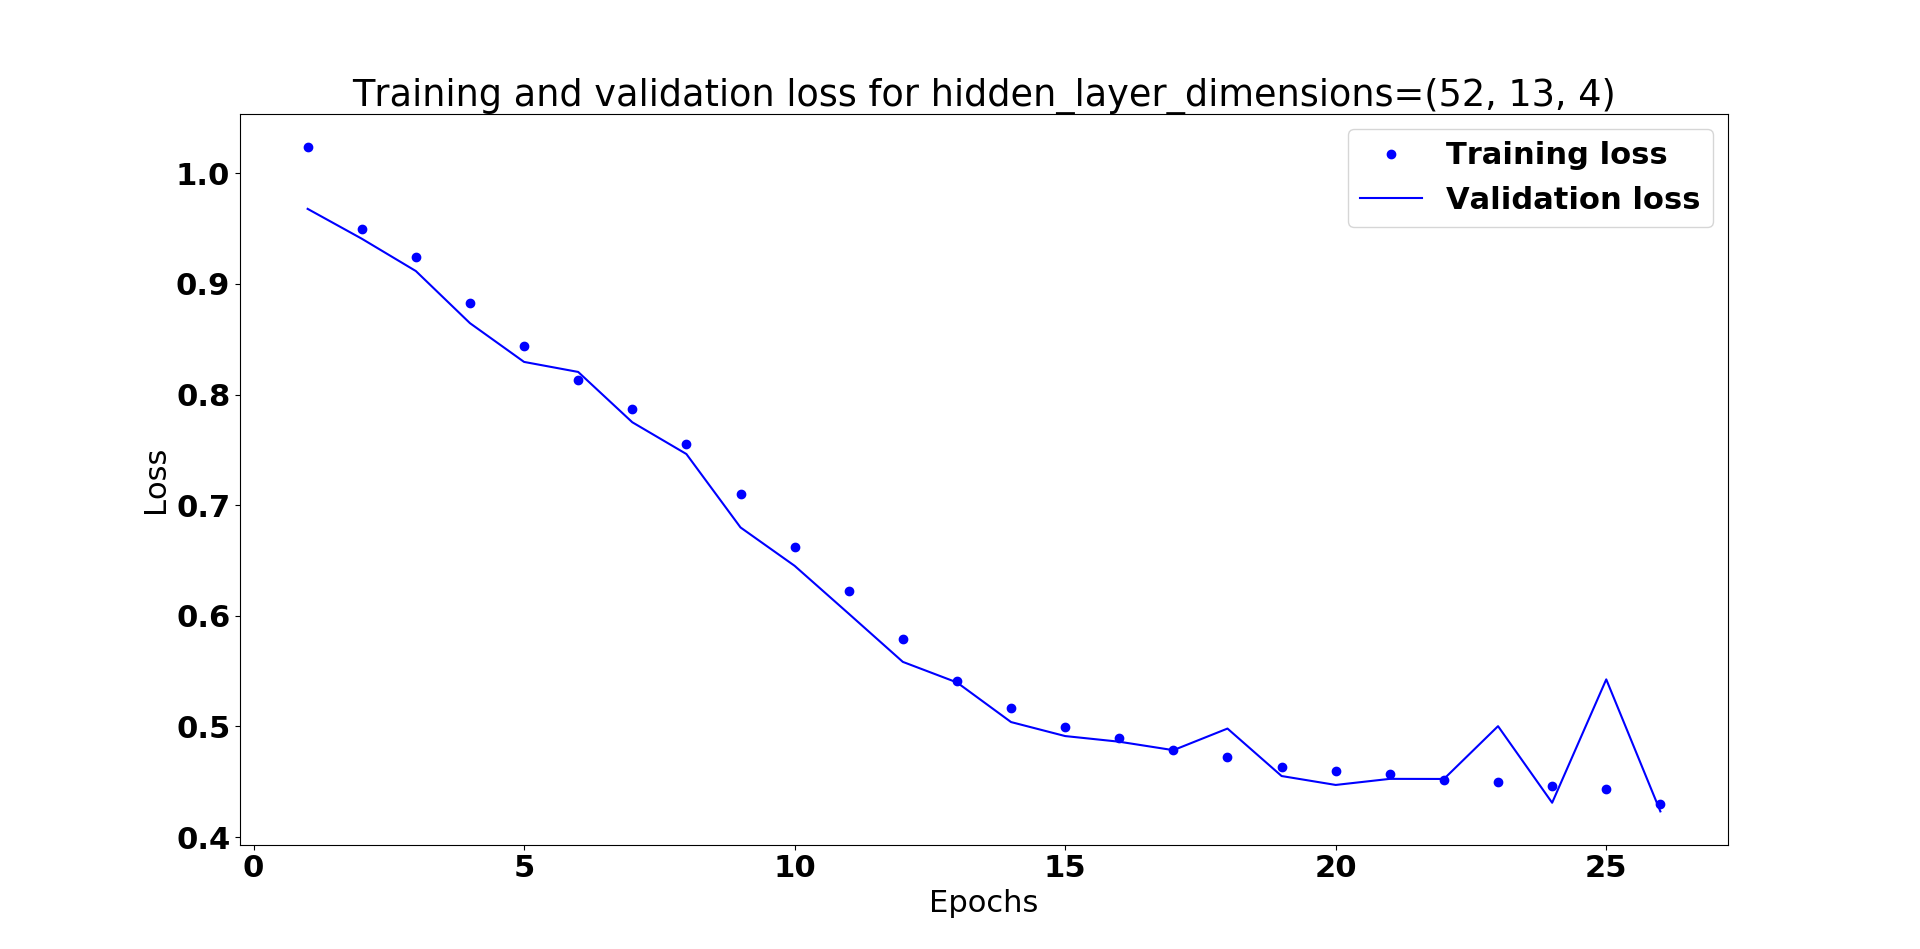 Training and validation loss for hidden_layer_dimensions=(52, 13, 4)
Training loss
Validation loss
Loss
1.0
0.9
0.8
0.7
0.6
0.5
0.4
0 5 10 15 20 25
Epochs